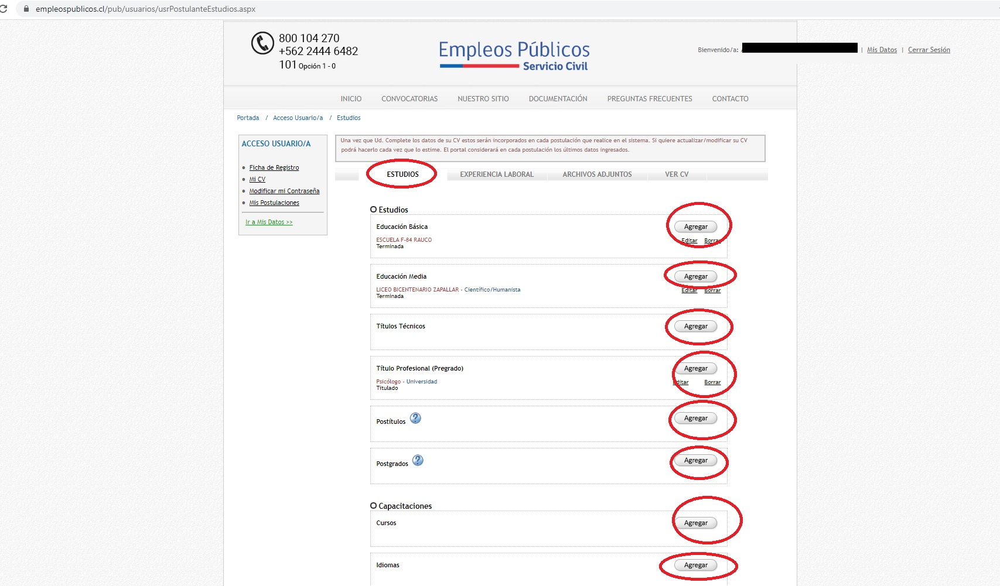 empleospublicos.cl/pub/usuarios/usrPostulanteEstudios.aspx
800 104 270
+562 2444 6482
101 Opción 1 - 0
Empleos Públicos
Servicio Civil
Bienvenido/a: | Mis Datos | Cerrar Sesión
INICIO CONVOCATORIAS NUESTRO SITIO DOCUMENTACIÓN PREGUNTAS FRECUENTES CONTACTO
Portada / Acceso Usuario/a / Estudios
ACCESO USUARIO/A
Ficha de Registro
Mi CV
Modificar mi Contraseña
Mis Postulaciones
Ir a Mis Datos >>
Una vez que Ud. Complete los datos de su CV estos serán incorporados en cada postulación que realice en el sistema. Si quiere actualizar/modificar su CV
podrá hacerlo cada vez que lo estime. El portal considerará en cada postulación los últimos datos ingresados.
ESTUDIOS EXPERIENCIA LABORAL ARCHIVOS ADJUNTOS VER CV
Estudios
Educación Básica Agregar
ESCUELA F-84 RAUCO Editar Borrar
Terminada
Educación Media Agregar
LICEO BICENTENARIO ZAPALLAR - Científico/Humanista Editar Borrar
Terminada
Títulos Técnicos Agregar
Título Profesional (Pregrado) Agregar
Psicólogo - Universidad Editar Borrar
Titulado
Postítulos ? Agregar
Postgrados ? Agregar
Capacitaciones
Cursos Agregar
Idiomas Agregar